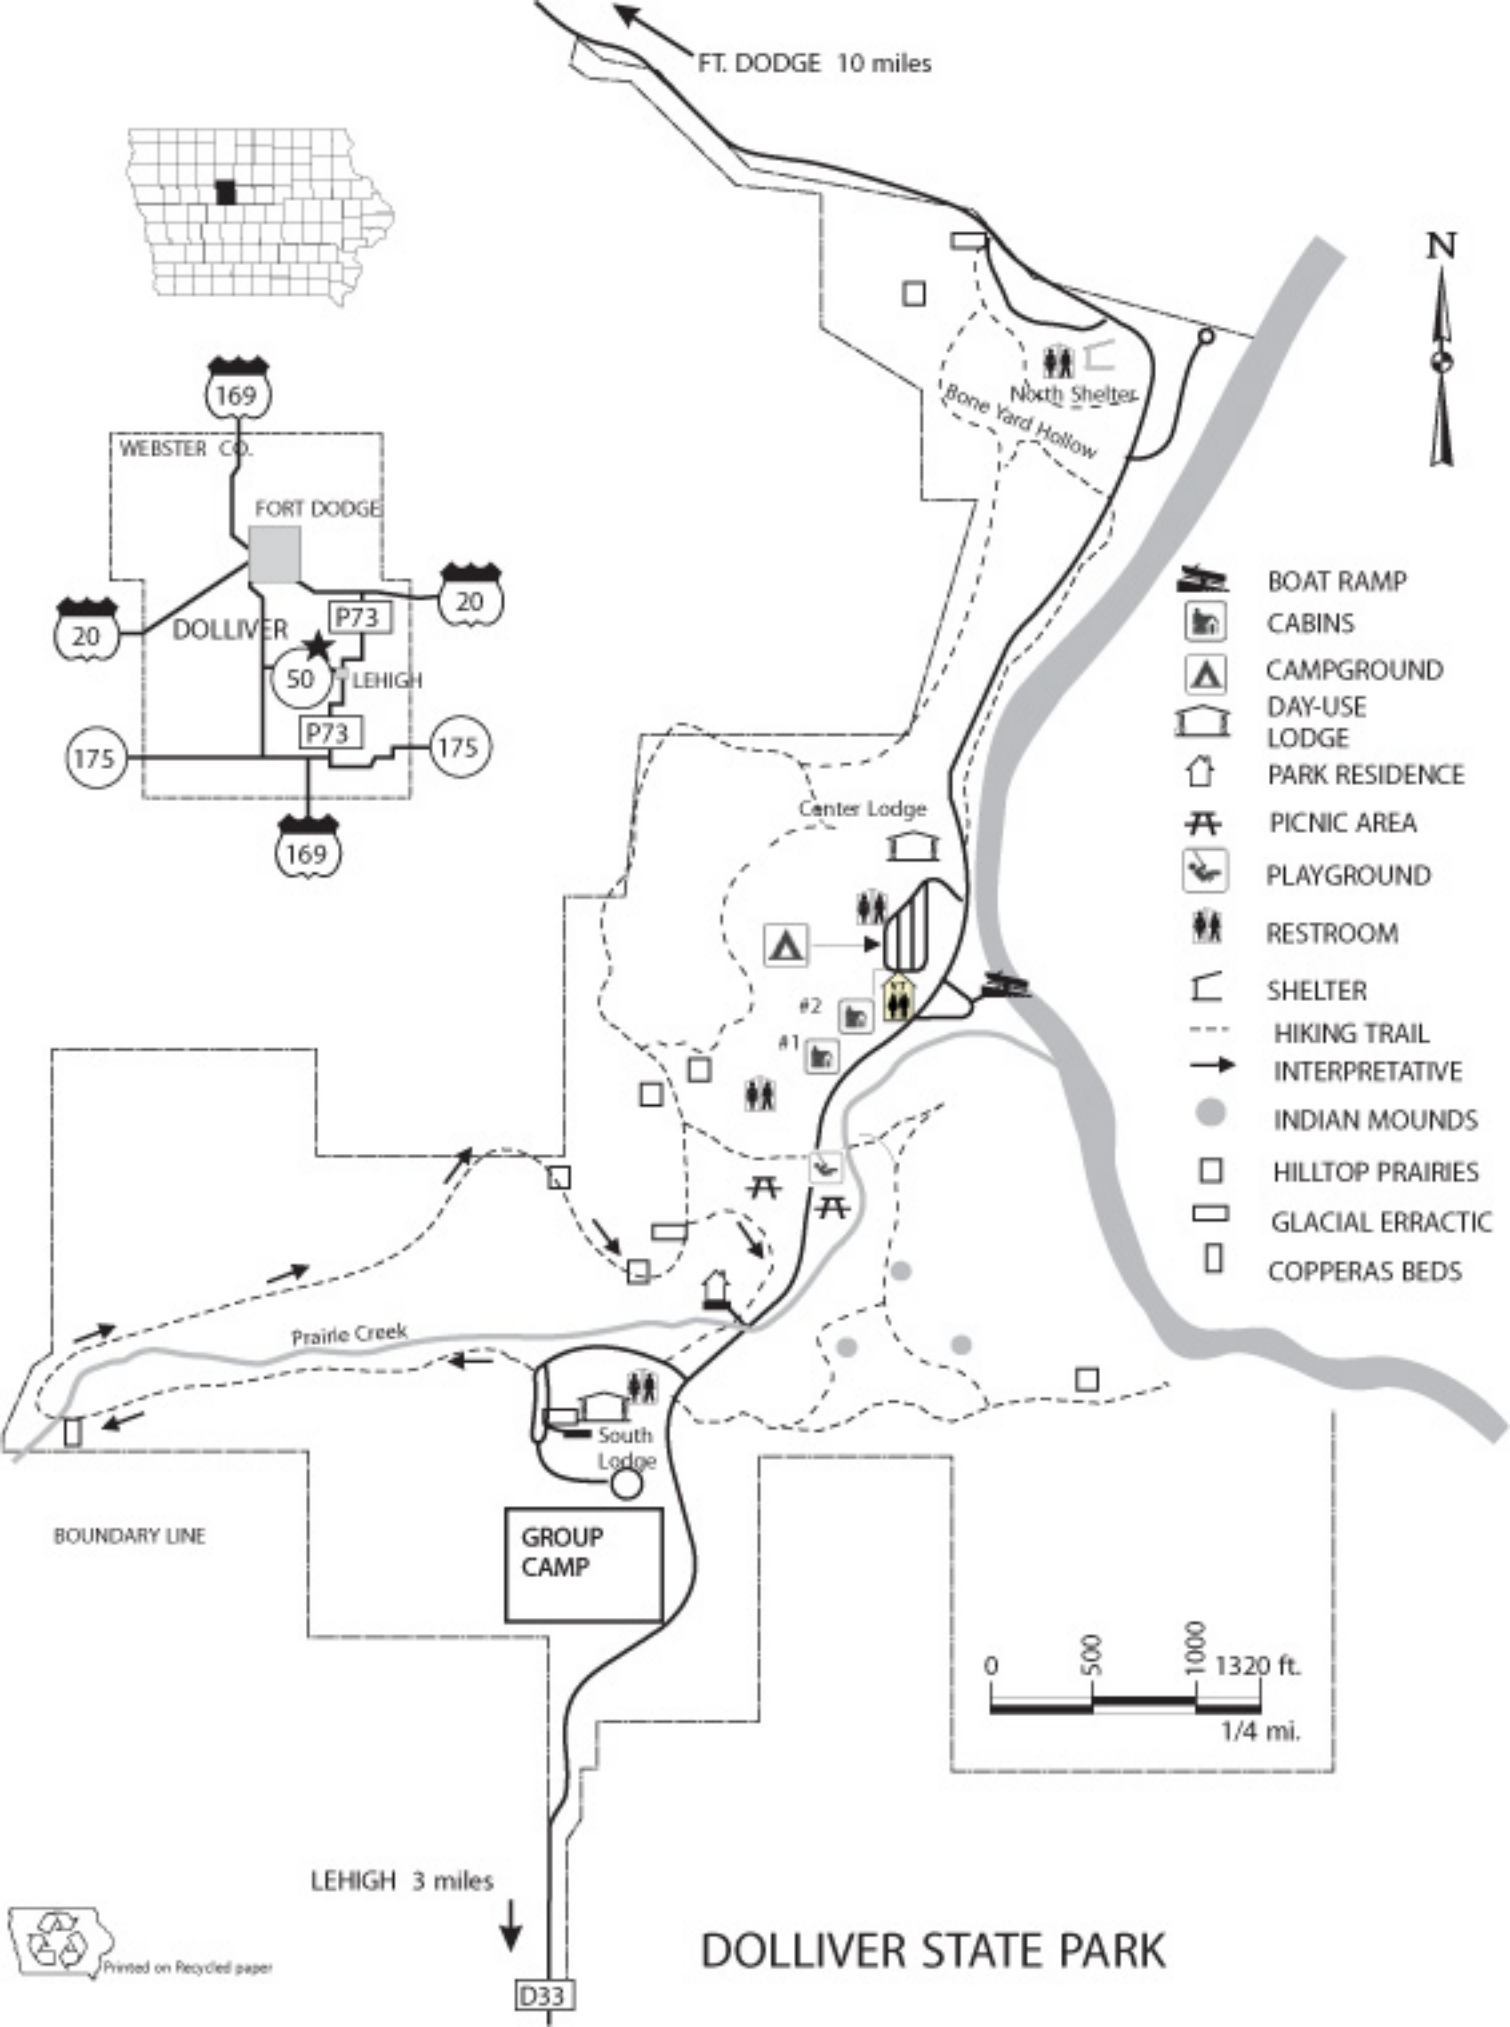 FT. DODGE 10 miles
N
169
WEBSTER CO.
FORT DODGE
20
20
P73
DOLLIVER
50
LEHIGH
P73
175
175
169
North Shelter
Bone Yard Hollow
Center Lodge
#2
#1
Prairie Creek
South
Lodge
GROUP
CAMP
BOUNDARY LINE
BOAT RAMP
CABINS
CAMPGROUND
DAY-USE
LODGE
PARK RESIDENCE
PICNIC AREA
PLAYGROUND
RESTROOM
SHELTER
HIKING TRAIL
INTERPRETATIVE
INDIAN MOUNDS
HILLTOP PRAIRIES
GLACIAL ERRACTIC
COPPERAS BEDS
0 500 1000 1320 ft.
1/4 mi.
LEHIGH 3 miles
D33
Printed on Recycled paper
DOLLIVER STATE PARK